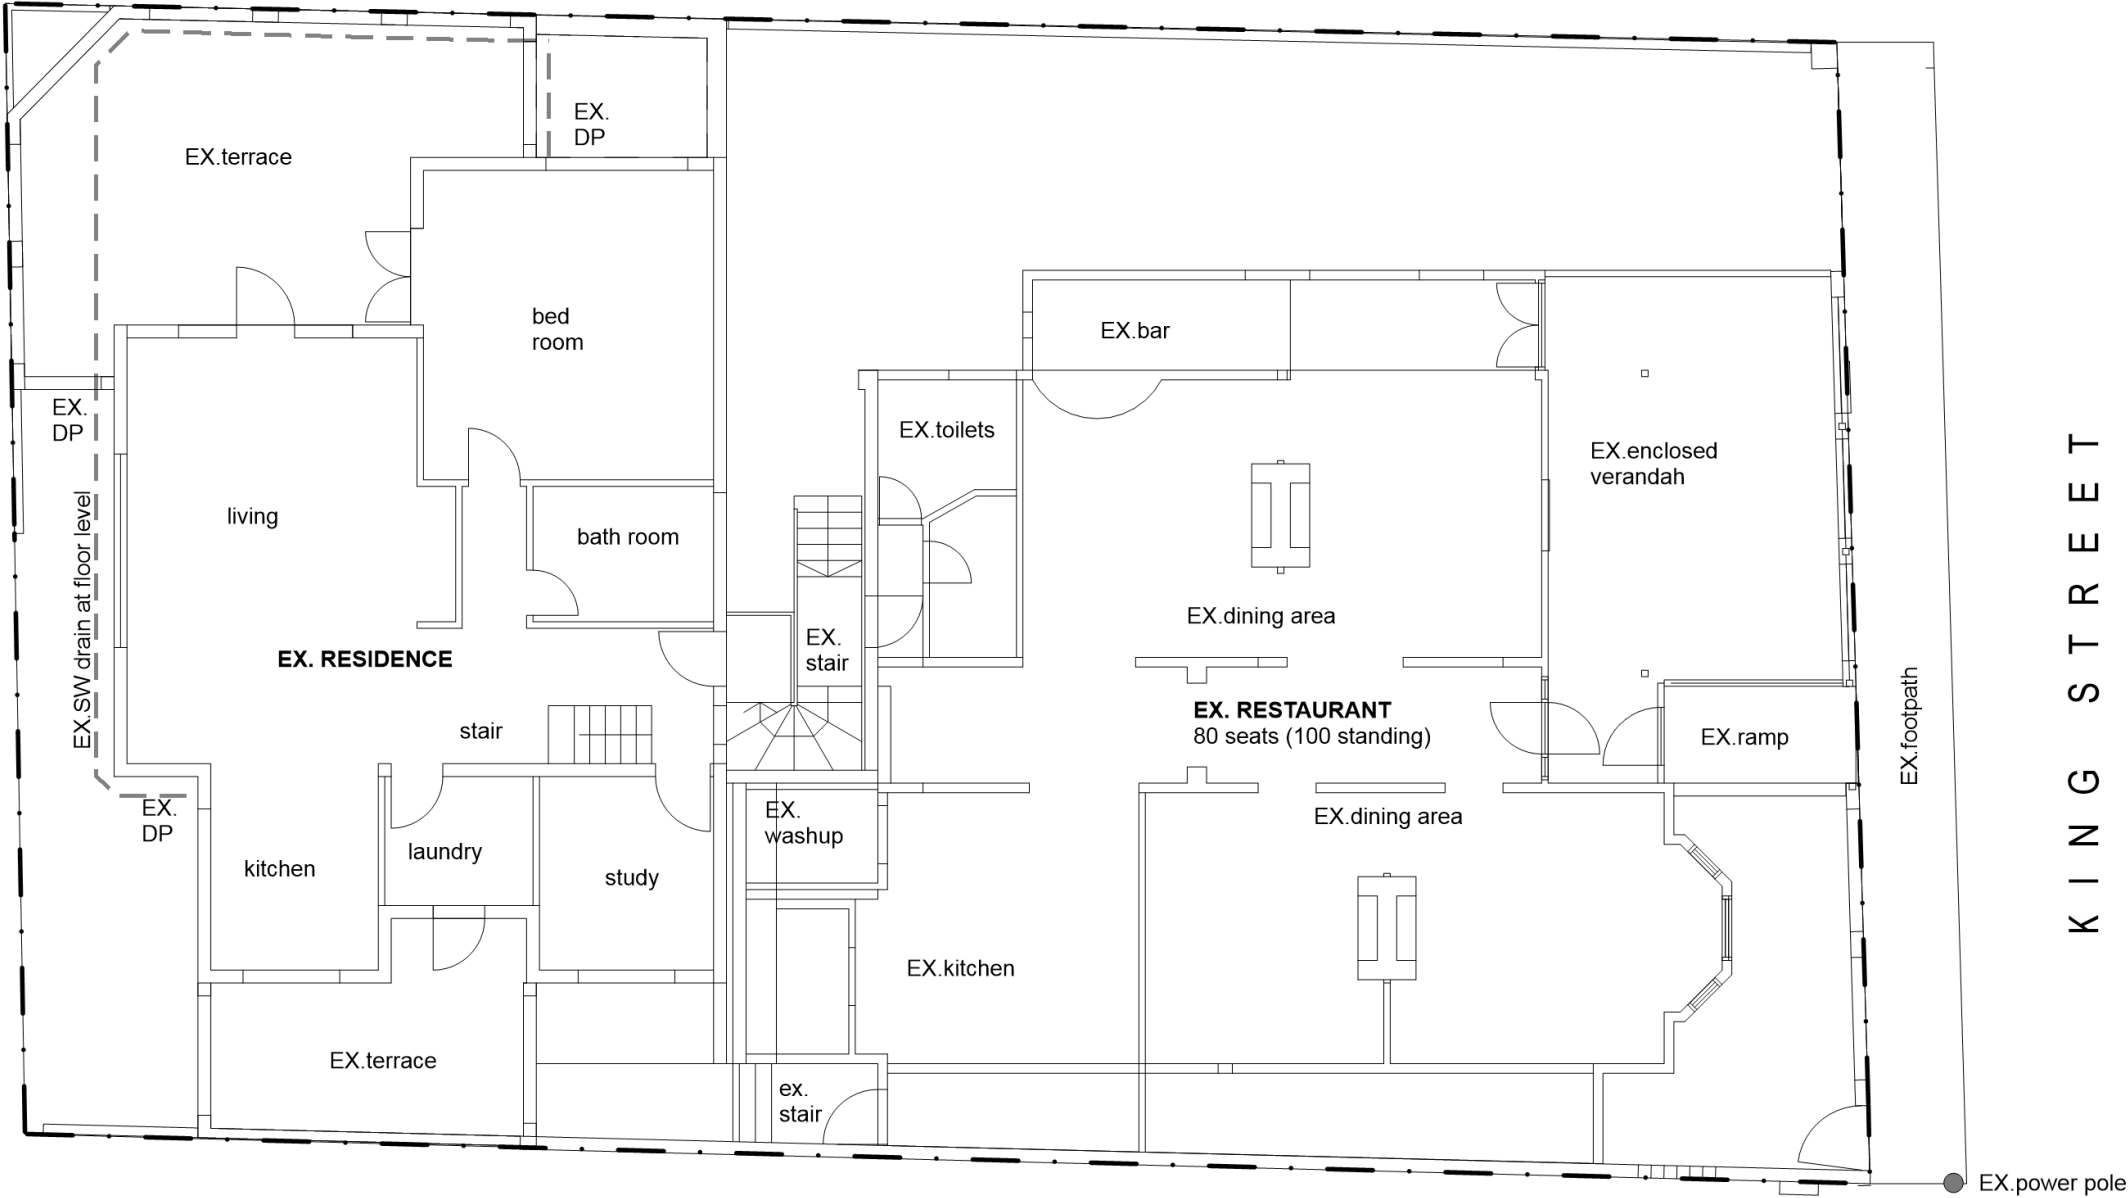 EX.
DP
EX.terrace
bed
room
EX.bar
EX.
DP
EX.toilets
EX.enclosed
verandah
living
bath room
EX.SW drain at floor level
EX.dining area
EX. RESIDENCE
EX.
stair
EX. RESTAURANT
80 seats (100 standing)
stair
EX.ramp
EX.footpath
KING STREET
EX.
DP
EX.
washup
EX.dining area
laundry
kitchen
study
EX.kitchen
EX.terrace
ex.
stair
EX.power pole